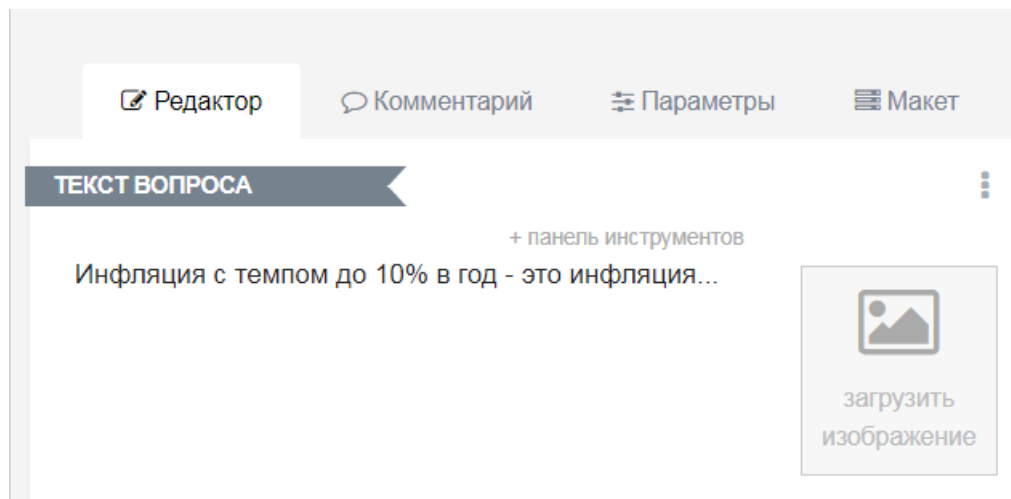 Редактор Комментарий Параметры Макет
ТЕКСТ ВОПРОСА
+ панель инструментов
Инфляция с темпом до 10% в год - это инфляция...
загрузить
изображение